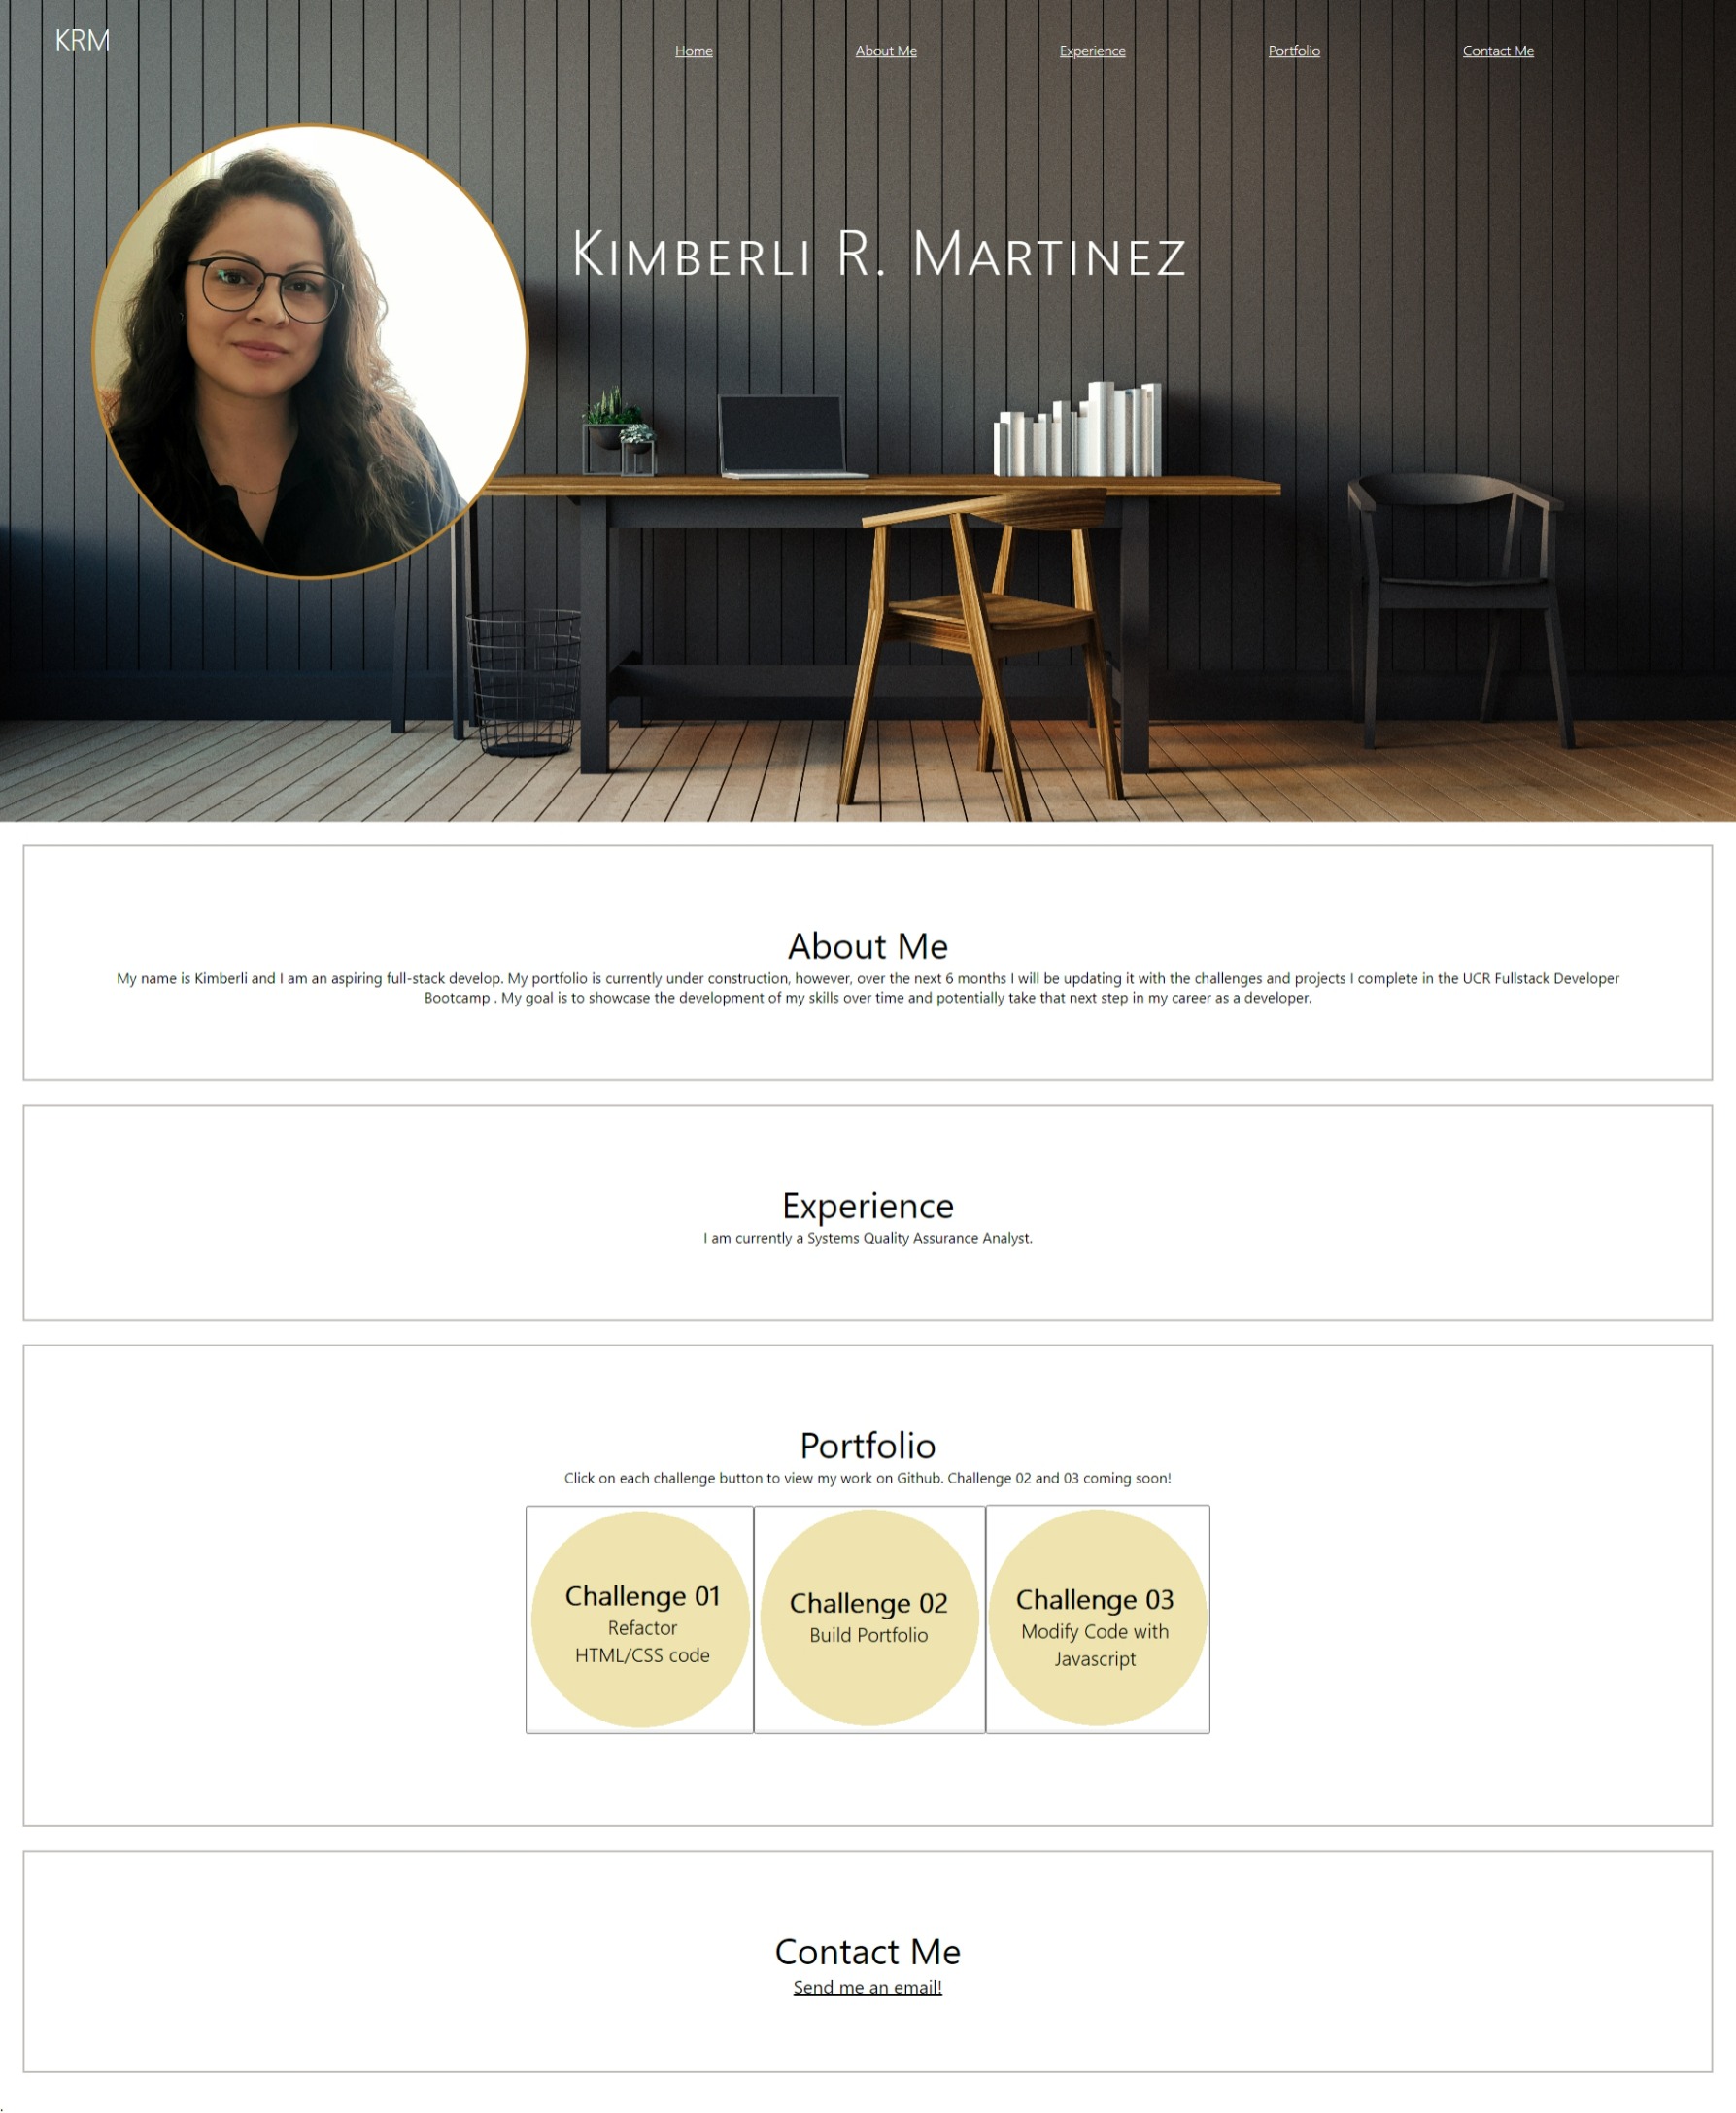 KRM
Home About Me Experience Portfolio Contact Me
Kimberli R. Martinez
About Me
My name is Kimberli and I am an aspiring full-stack develop. My portfolio is currently under construction, however, over the next 6 months I will be updating it with the challenges and projects I complete in the UCR Fullstack Developer
Bootcamp . My goal is to showcase the development of my skills over time and potentially take that next step in my career as a developer.
Experience
I am currently a Systems Quality Assurance Analyst.
Portfolio
Click on each challenge button to view my work on Github. Challenge 02 and 03 coming soon!
Challenge 01
Refactor
HTML/CSS code
Challenge 02
Build Portfolio
Challenge 03
Modify Code with
Javascript
Contact Me
Send me an email!
.